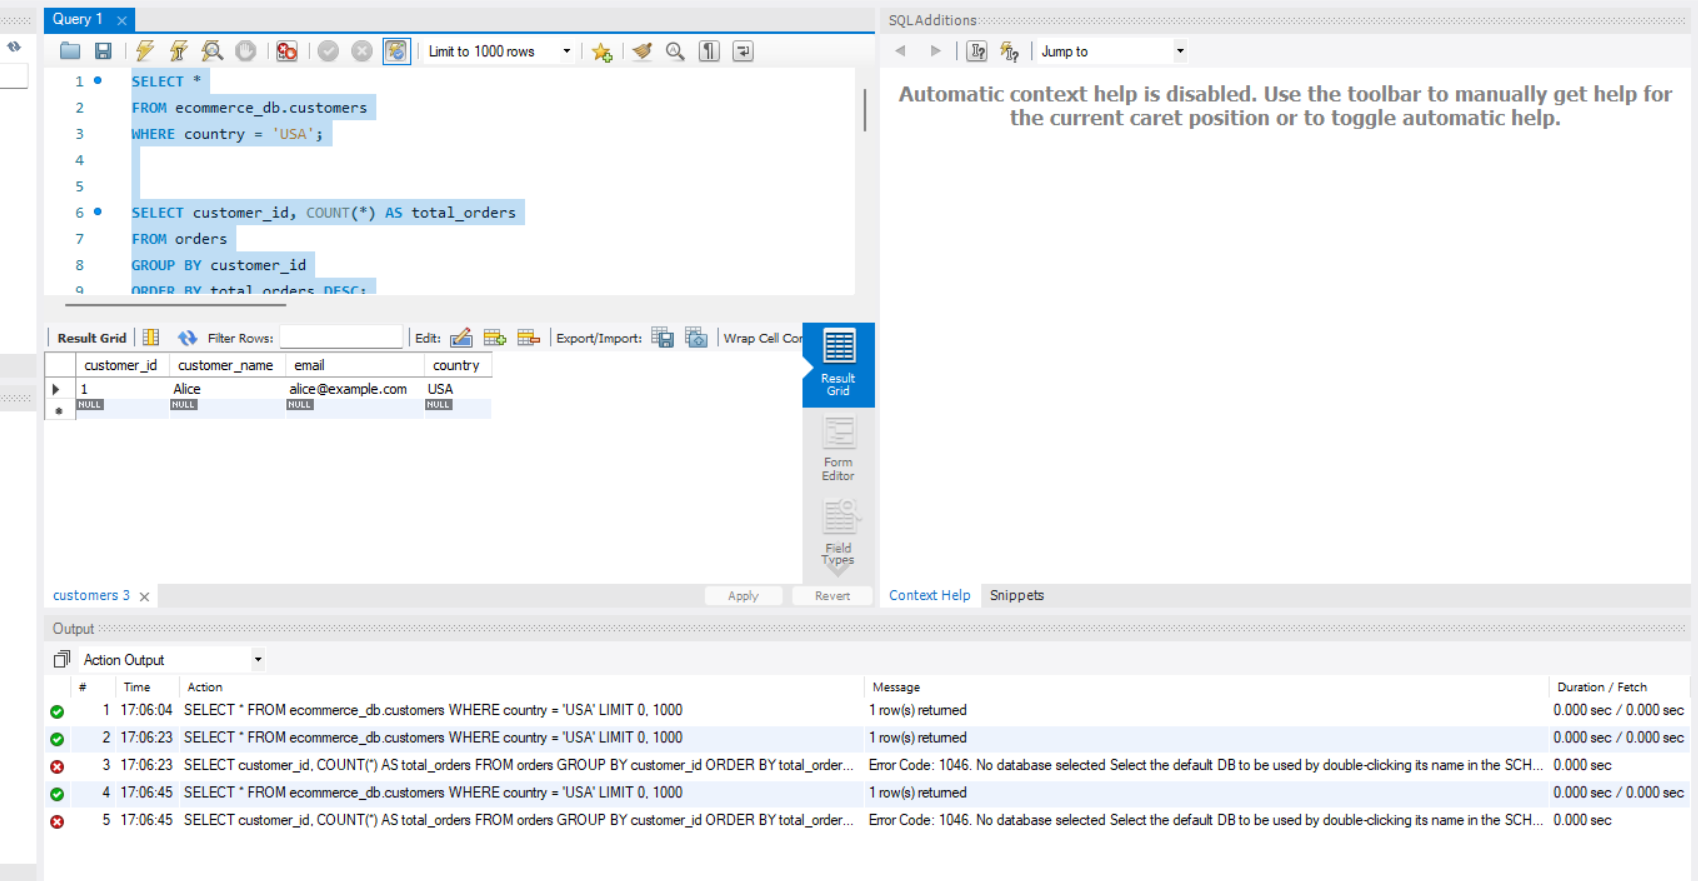 Query 1
SQLAdditions
Limit to 1000 rows
Jump to
1 SELECT *
2 FROM ecommerce_db.customers
3 WHERE country = 'USA';
4
5
6 SELECT customer_id, COUNT(*) AS total_orders
7 FROM orders
8 GROUP BY customer_id
9 ORDER BY total_orders DESC;
Automatic context help is disabled. Use the toolbar to manually get help for
the current caret position or to toggle automatic help.
Result Grid Filter Rows: Edit: Export/Import: Wrap Cell Cor
customer_id customer_name email country
1 Alice alice@example.com USA
NULL NULL NULL NULL
Result
Grid
Form
Editor
Field
Types
customers 3 Apply Revert
Context Help Snippets
Output
Action Output
# Time Action Message Duration / Fetch
1 17:06:04 SELECT * FROM ecommerce_db.customers WHERE country = 'USA' LIMIT 0, 1000 1 row(s) returned 0.000 sec / 0.000 sec
2 17:06:23 SELECT * FROM ecommerce_db.customers WHERE country = 'USA' LIMIT 0, 1000 1 row(s) returned 0.000 sec / 0.000 sec
3 17:06:23 SELECT customer_id, COUNT(*) AS total_orders FROM orders GROUP BY customer_id ORDER BY total_order... Error Code: 1046. No database selected Select the default DB to be used by double-clicking its name in the SCH... 0.000 sec
4 17:06:45 SELECT * FROM ecommerce_db.customers WHERE country = 'USA' LIMIT 0, 1000 1 row(s) returned 0.000 sec / 0.000 sec
5 17:06:45 SELECT customer_id, COUNT(*) AS total_orders FROM orders GROUP BY customer_id ORDER BY total_order... Error Code: 1046. No database selected Select the default DB to be used by double-clicking its name in the SCH... 0.000 sec